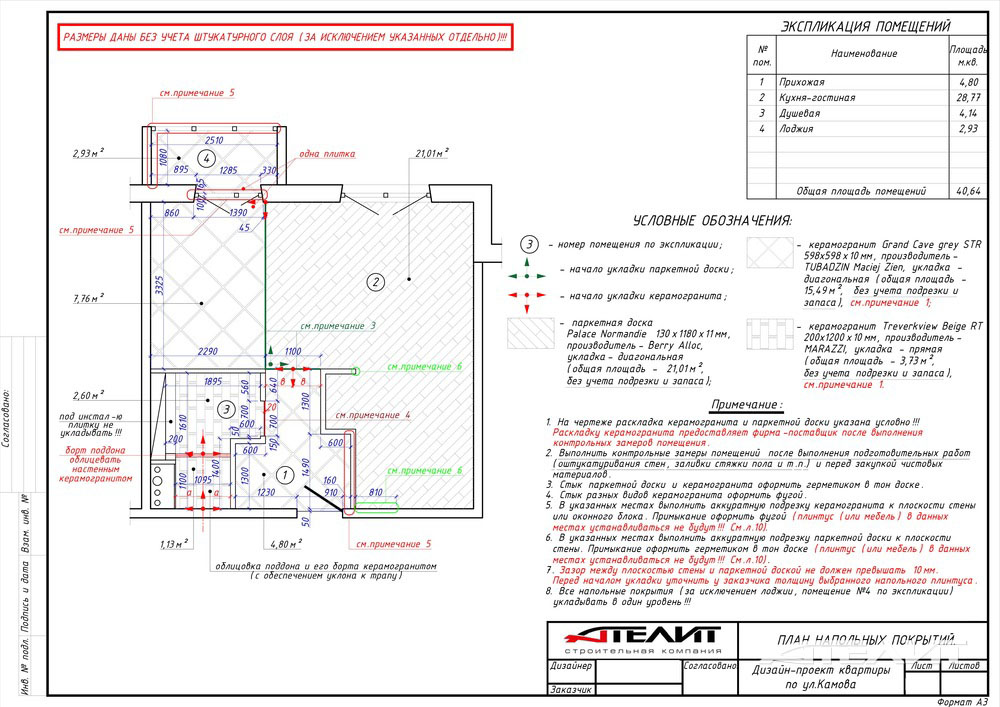 РАЗМЕРЫ ДАНЫ БЕЗ УЧЕТА ШТУКАТУРНОГО СЛОЯ (ЗА ИСКЛЮЧЕНИЕМ УКАЗАННЫХ ОТДЕЛЬНО)!!!
ЭКСПЛИКАЦИЯ ПОМЕЩЕНИЙ
№ пом. Наименование Площадь м.кв.
1 Прихожая 4,80
2 Кухня-гостиная 28,77
3 Душевая 4,14
4 Лоджия 2,93
Общая площадь помещений 40,64
см.примечание 5
2510
2,93 м²
4
1080
одна плитка
21,01 м²
895 1285 330
165
100
860 1390
45
см.примечание 5
3325
2
7,76 м²
см.примечание 3
2290 1100
см.примечание 6
1895
560
640
в в
2,60 м²
3
700
20
700
1300
под инстал-ю
плитку не
укладывать!!!
1610
600
50
150
см.примечание 4
200
600
600
борт поддона
облицевать
настенным
керамогранитом
1400
1300
1490
1
см.примечание 6
1100
1095
160
а а
1230 910 810
50
1,13 м²
4,80 м²
см.примечание 5
облицовка поддона и его борта керамогранитом
(с обеспечением уклона к трапу)
УСЛОВНЫЕ ОБОЗНАЧЕНИЯ:
3 - номер помещения по экспликации;
- начало укладки паркетной доски;
- начало укладки керамогранита;
- паркетная доска
Palace Normandie 130 х 1180 х 11 мм,
производитель - Berry Alloc,
укладка - диагональная
(общая площадь - 21,01 м²,
без учета подрезки и запаса);
- керамогранит Grand Cave grey STR
598х598 х 10 мм, производитель -
TUBADZIN Maciej Zien, укладка -
диагональная (общая площадь -
15,49 м², без учета подрезки и
запаса), см.примечание 1;
- керамогранит Treverkview Beige RT
200х1200 х 10 мм, производитель -
MARAZZI, укладка - прямая
(общая площадь - 3,73 м²,
без учета подрезки и запаса),
см.примечание 1.
Примечание:
1. На чертеже раскладка керамогранита и паркетной доски указана условно!!!
Раскладку керамогранита предоставляет фирма-поставщик после выполнения
контрольных замеров помещения.
2. Выполнить контрольные замеры помещений после выполнения подготовительных работ
(оштукатуривания стен, заливки стяжки пола и т.п.) и перед закупкой чистовых
материалов.
3. Стык паркетной доски и керамогранита оформить герметиком в тон доске.
4. Стык разных видов керамогранита оформить фугой.
5. В указанных местах выполнить аккуратную подрезку керамогранита к плоскости стены
или оконного блока. Примыкание оформить фугой (плинтус (или мебель) в данных
местах устанавливаться не будут!!! См.л.10).
6. В указанных местах выполнить аккуратную подрезку паркетной доски к плоскости
стены. Примыкание оформить герметиком в тон доске (плинтус (или мебель) в данных
местах устанавливаться не будут!!! См.л.10).
7. Зазор между плоскостью стены и паркетной доской не должен превышать 10 мм.
Перед началом укладки уточнить у заказчика толщину выбранного напольного плинтуса.
8. Все напольные покрытия (за исключением лоджии, помещение №4 по экспликации)
укладывать в один уровень!!!
АТЕЛИТ
строительная компания
ПЛАН НАПОЛЬНЫХ ПОКРЫТИЙ
АТЕЛИТ
Дизайнер
Согласовано
Дизайн-проект квартиры
по ул.Камова
Лист Листов
Заказчик
Формат А3
Согласовано:
Взам. инв. №
Подпись и дата
Инв. № подл.